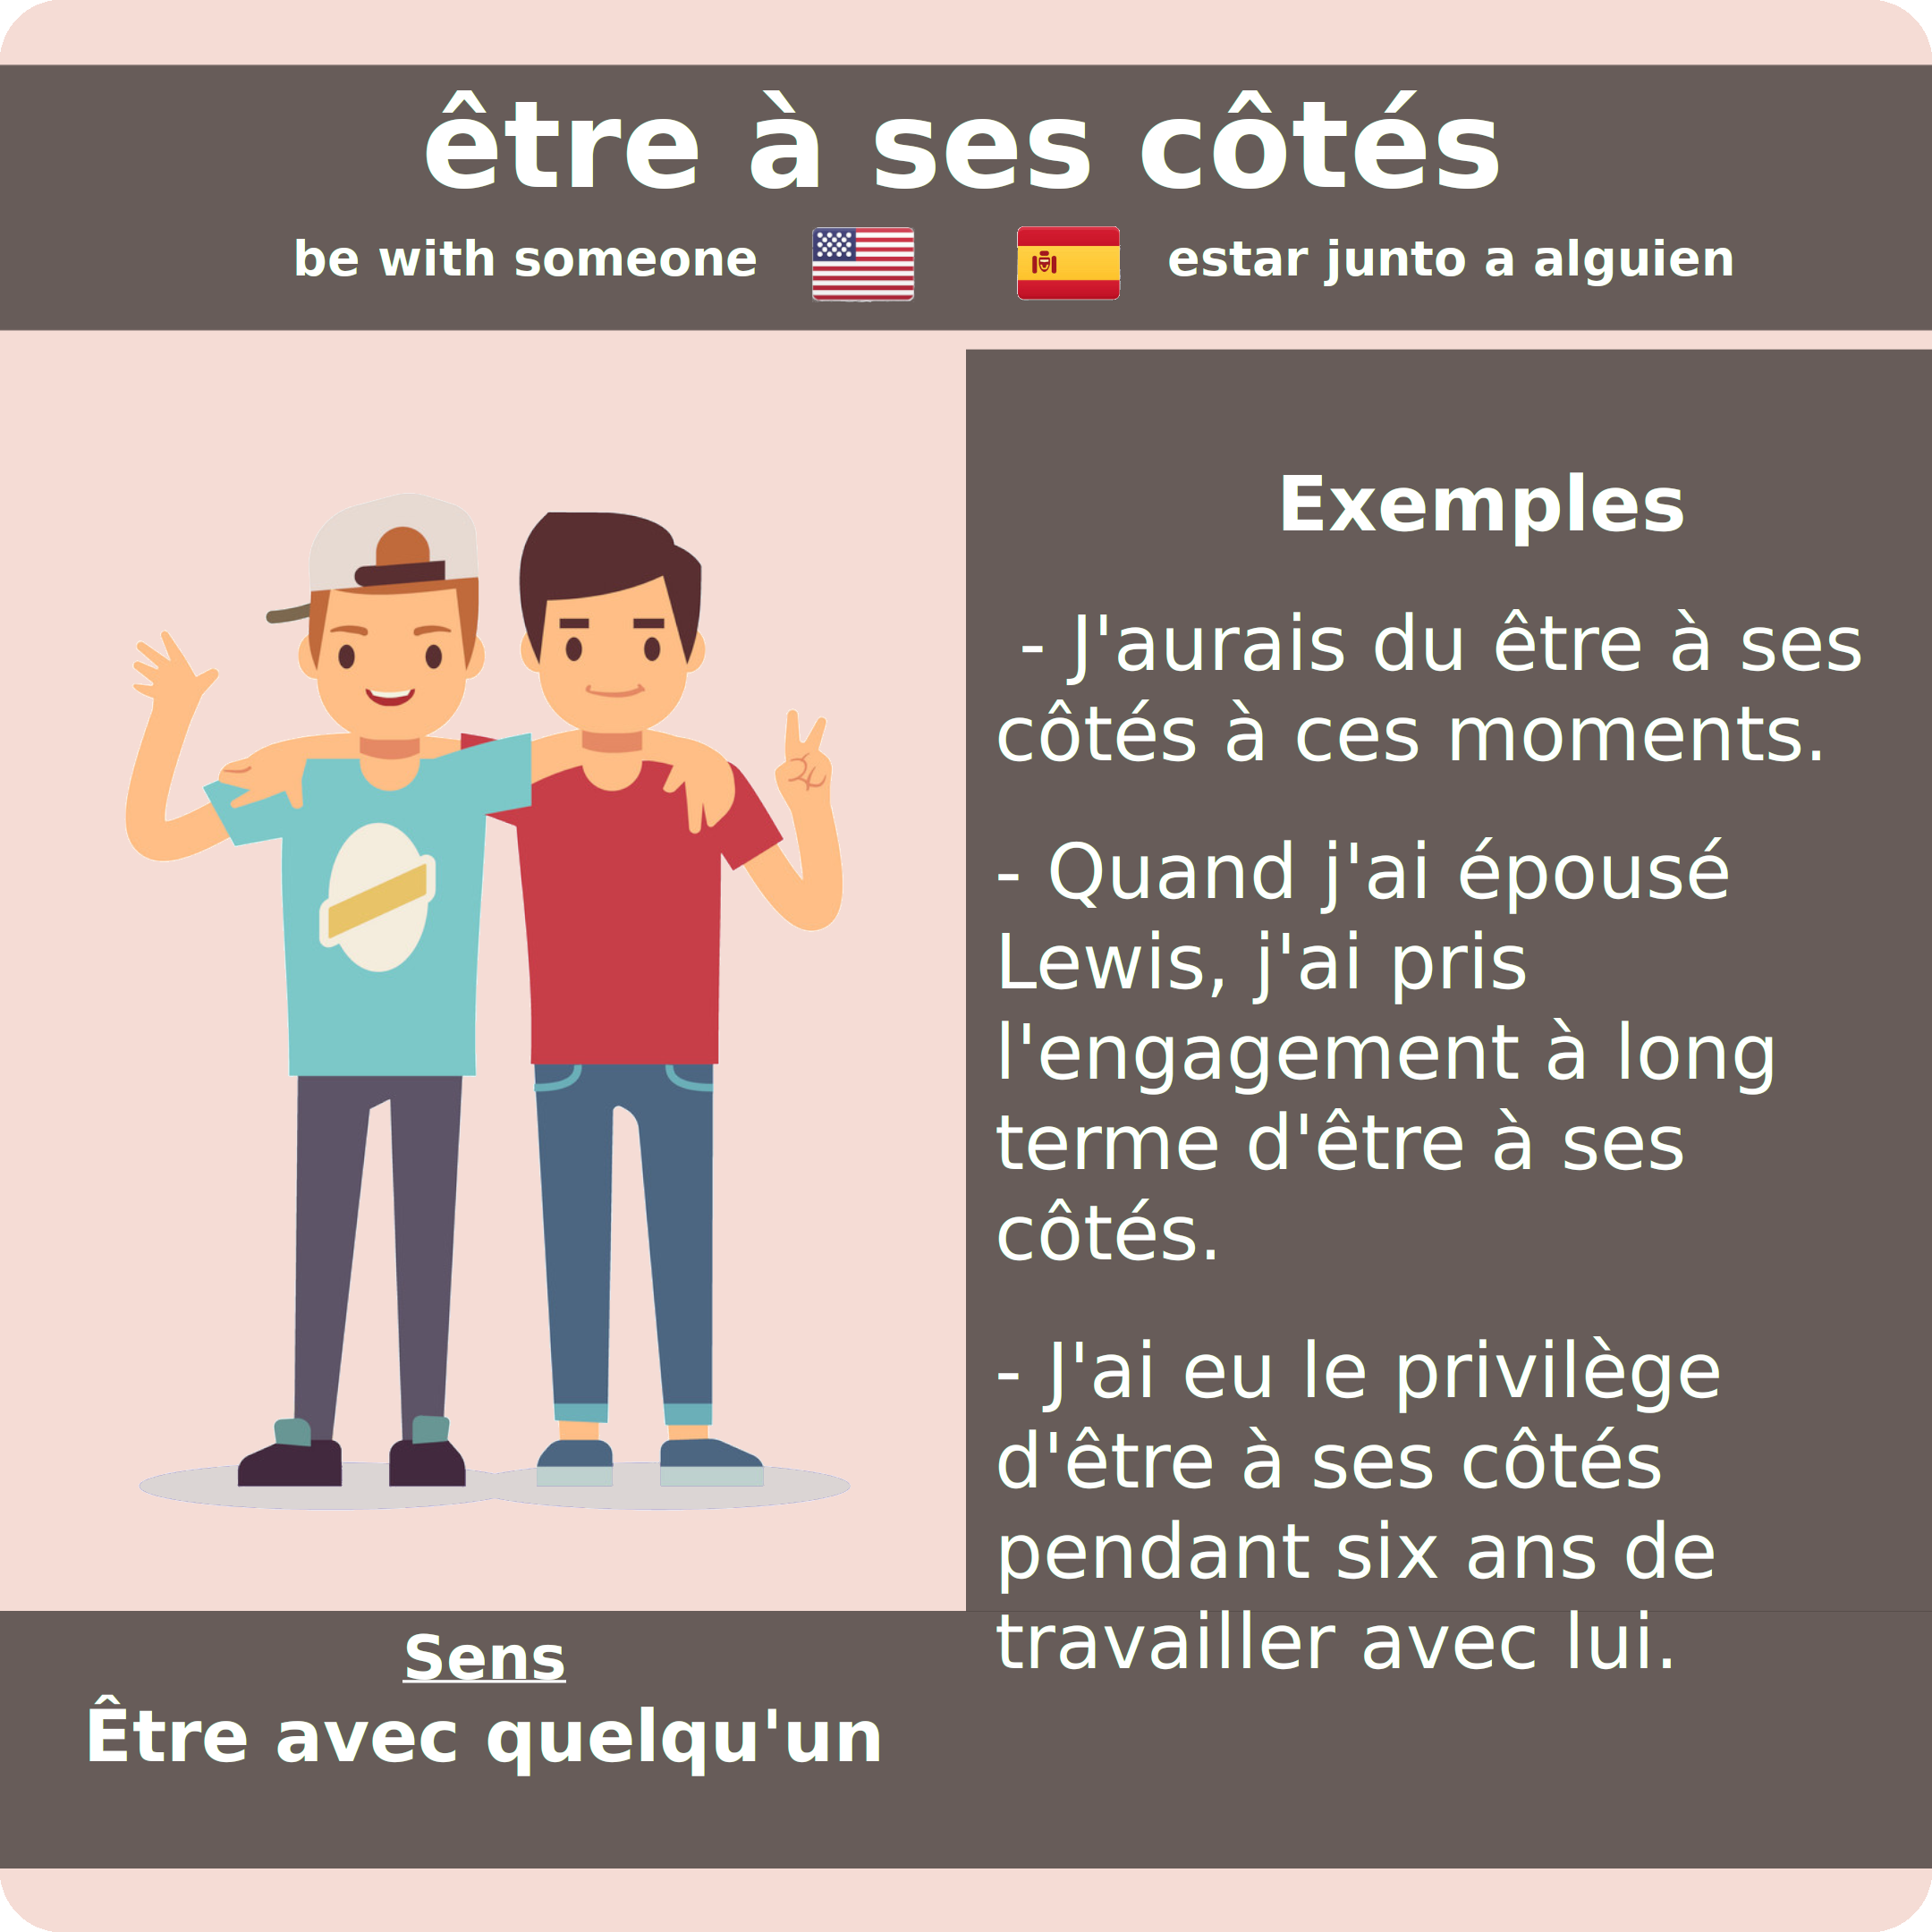 être à ses côtés
be with someone
estar junto a alguien
Exemples
- J'aurais du être à ses
côtés à ces moments.
- Quand j'ai épousé
Lewis, j'ai pris
l'engagement à long
terme d'être à ses
côtés.
- J'ai eu le privilège
d'être à ses côtés
pendant six ans de
travailler avec lui.
Sens
Être avec quelqu'un